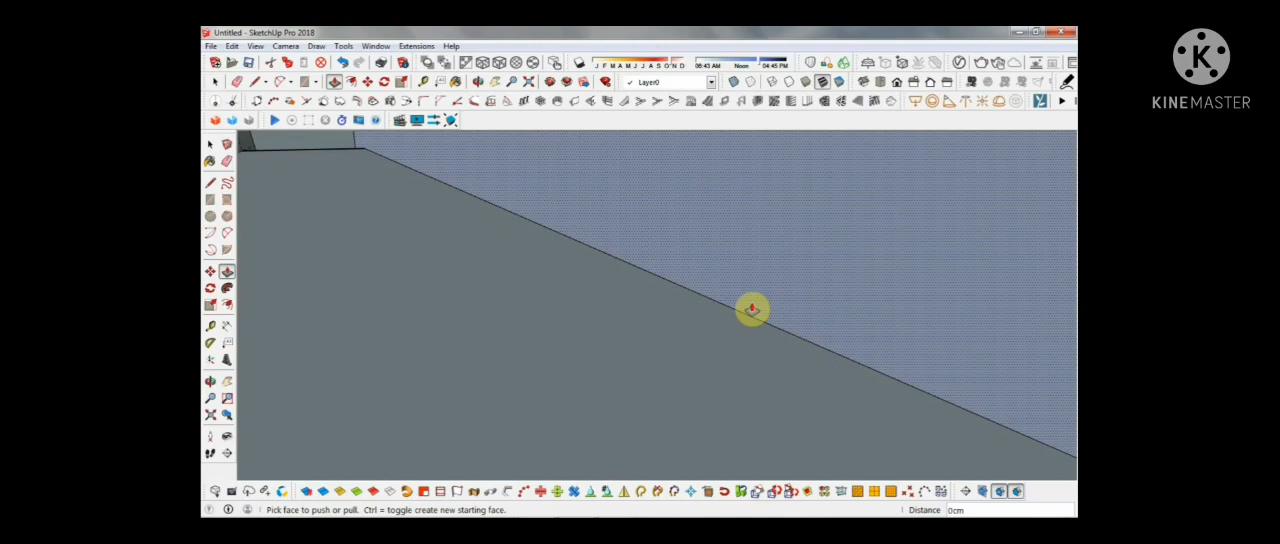 Untitled - SketchUp Pro 2018
File Edit View Camera Draw Tools Window Extensions Help
J F M A M J J A S O N D 06:43 AM Noon 04:45 PM
Layer0
K
KINEMASTER
Pick face to push or pull. Ctrl = toggle create new starting face.
Distance 0cm